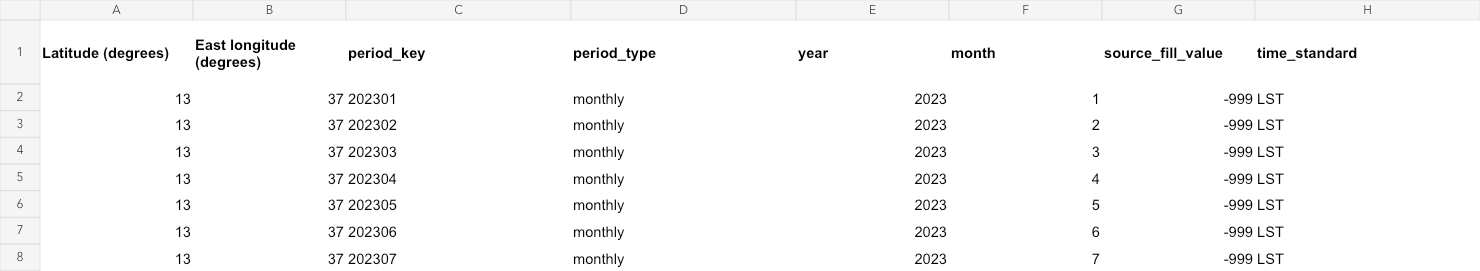 A B C D E F G H
1 Latitude (degrees) East longitude (degrees) period_key period_type year month source_fill_value time_standard
2 13 37 202301 monthly 2023 1 -999 LST
3 13 37 202302 monthly 2023 2 -999 LST
4 13 37 202303 monthly 2023 3 -999 LST
5 13 37 202304 monthly 2023 4 -999 LST
6 13 37 202305 monthly 2023 5 -999 LST
7 13 37 202306 monthly 2023 6 -999 LST
8 13 37 202307 monthly 2023 7 -999 LST